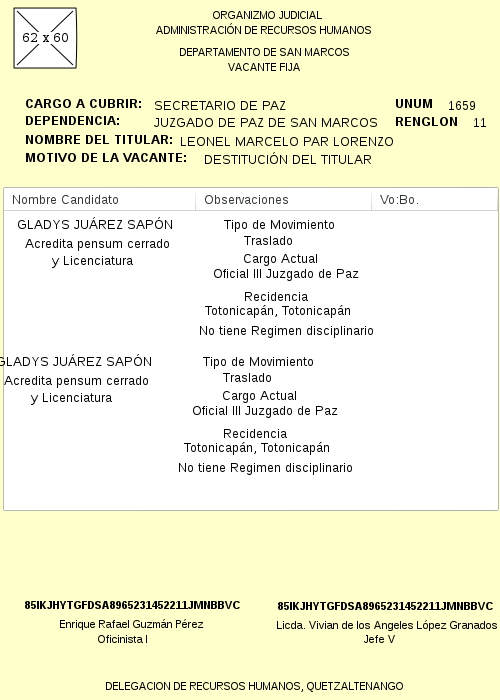 62 x 60
ORGANIZMO JUDICIAL
ADMINISTRACIÓN DE RECURSOS HUMANOS
DEPARTAMENTO DE SAN MARCOS
VACANTE FIJA
CARGO A CUBRIR: SECRETARIO DE PAZ UNUM 1659
DEPENDENCIA: JUZGADO DE PAZ DE SAN MARCOS RENGLON 11
NOMBRE DEL TITULAR: LEONEL MARCELO PAR LORENZO
MOTIVO DE LA VACANTE: DESTITUCIÓN DEL TITULAR
Nombre Candidato Observaciones Vo:Bo.
GLADYS JUÁREZ SAPÓN Tipo de Movimiento
Acredita pensum cerrado Traslado
y Licenciatura Cargo Actual
Oficial III Juzgado de Paz
Recidencia
Totonicapán, Totonicapán
No tiene Regimen disciplinario
GLADYS JUÁREZ SAPÓN Tipo de Movimiento
Acredita pensum cerrado Traslado
y Licenciatura Cargo Actual
Oficial III Juzgado de Paz
Recidencia
Totonicapán, Totonicapán
No tiene Regimen disciplinario
85IKJHYTGFDSA8965231452211JMNBBVC 85IKJHYTGFDSA8965231452211JMNBBVC
Enrique Rafael Guzmán Pérez Licda. Vivian de los Angeles López Granados
Oficinista I Jefe V
DELEGACION DE RECURSOS HUMANOS, QUETZALTENANGO